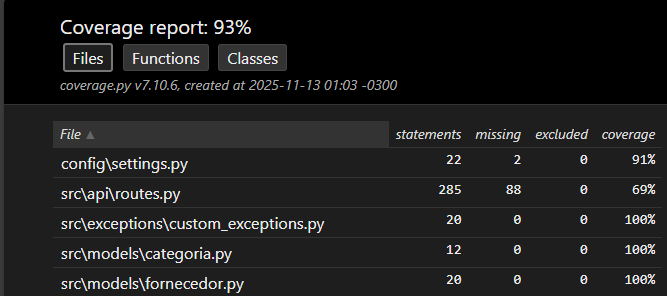 Coverage report: 93%
Files Functions Classes
coverage.py v7.10.6, created at 2025-11-13 01:03 -0300
File ▲ statements missing excluded coverage
config\settings.py 22 2 0 91%
src\api\routes.py 285 88 0 69%
src\exceptions\custom_exceptions.py 20 0 0 100%
src\models\categoria.py 12 0 0 100%
src\models\fornecedor.py 20 0 0 100%